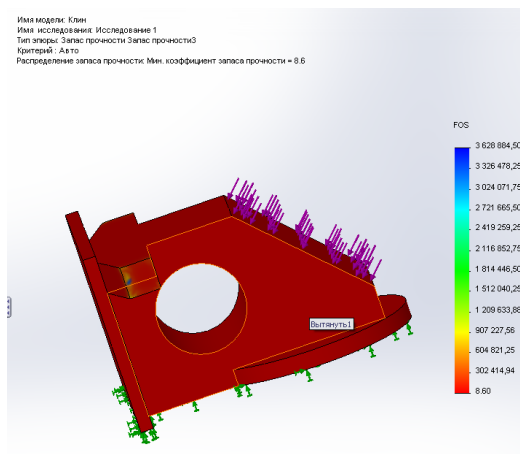 Имя модели: Клин
Имя исследования: Исследование 1
Тип эпюры: Запас прочности Запас прочности3
Критерий : Авто
Распределение запаса прочности: Мин. коэффициент запаса прочности = 8.6
FOS
3 628 884,50
3 326 478,25
3 024 071,75
2 721 665,50
2 419 259,25
2 116 852,75
1 814 446,50
1 512 040,25
1 209 633,88
907 227,56
604 821,25
302 414,94
8.60
Вытянуть1